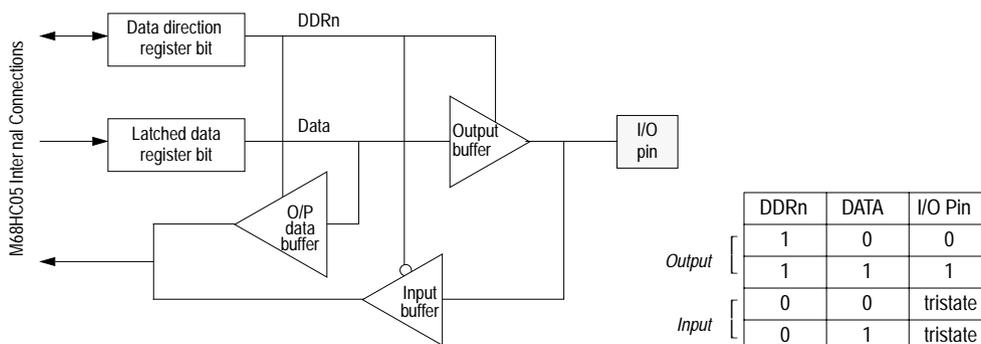 M68HC05 Internal Connections
Data direction
register bit
DDRn
Latched data
register bit
Data
Output
buffer
I/O
pin
O/P
data
buffer
Input
buffer
DDRn DATA I/O Pin
Output
1 0 0
1 1 1
Input
0 0 tristate
0 1 tristate